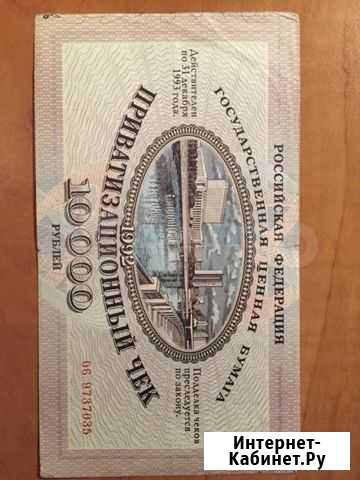 РОССИЙСКАЯ ФЕДЕРАЦИЯ
ГОСУДАРСТВЕННАЯ ЦЕННАЯ БУМАГА
Действителен
по 31 декабря
1993 года.
Подделка чеков
преследуется
по закону.
1992
ПРИВАТИЗАЦИОННЫЙ ЧЕК
10000
РУБЛЕЙ
06 9737035
Интернет-
Кабинет.Ру